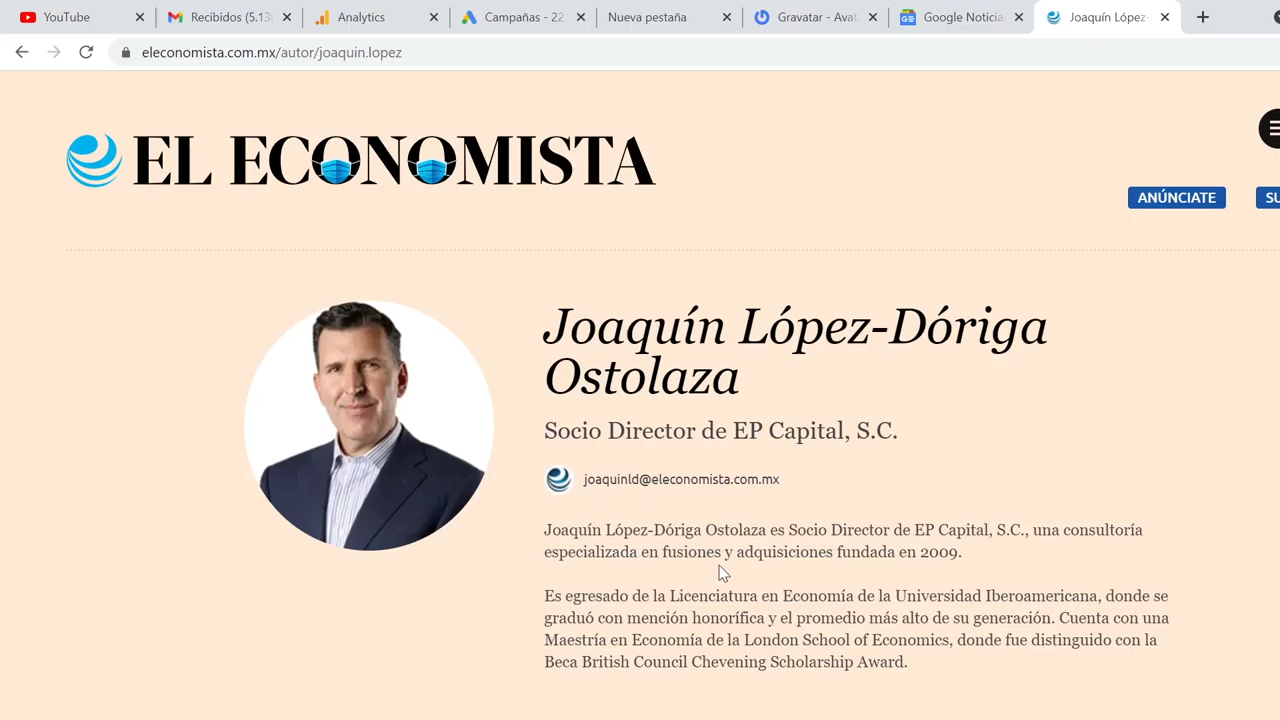 YouTube
Recibidos (5.13
Analytics
Campañas - 22
Nueva pestaña
Gravatar - Ava
Google Noticia
Joaquín López-
eleconomista.com.mx/autor/joaquin.lopez
EL ECONOMISTA
ANÚNCIATE
SU
Joaquín López-Dóriga
Ostolaza
Socio Director de EP Capital, S.C.
joaquinld@eleconomista.com.mx
Joaquín López-Dóriga Ostolaza es Socio Director de EP Capital, S.C., una consultoría
especializada en fusiones y adquisiciones fundada en 2009.
Es egresado de la Licenciatura en Economía de la Universidad Iberoamericana, donde se
graduó con mención honorífica y el promedio más alto de su generación. Cuenta con una
Maestría en Economía de la London School of Economics, donde fue distinguido con la
Beca British Council Chevening Scholarship Award.